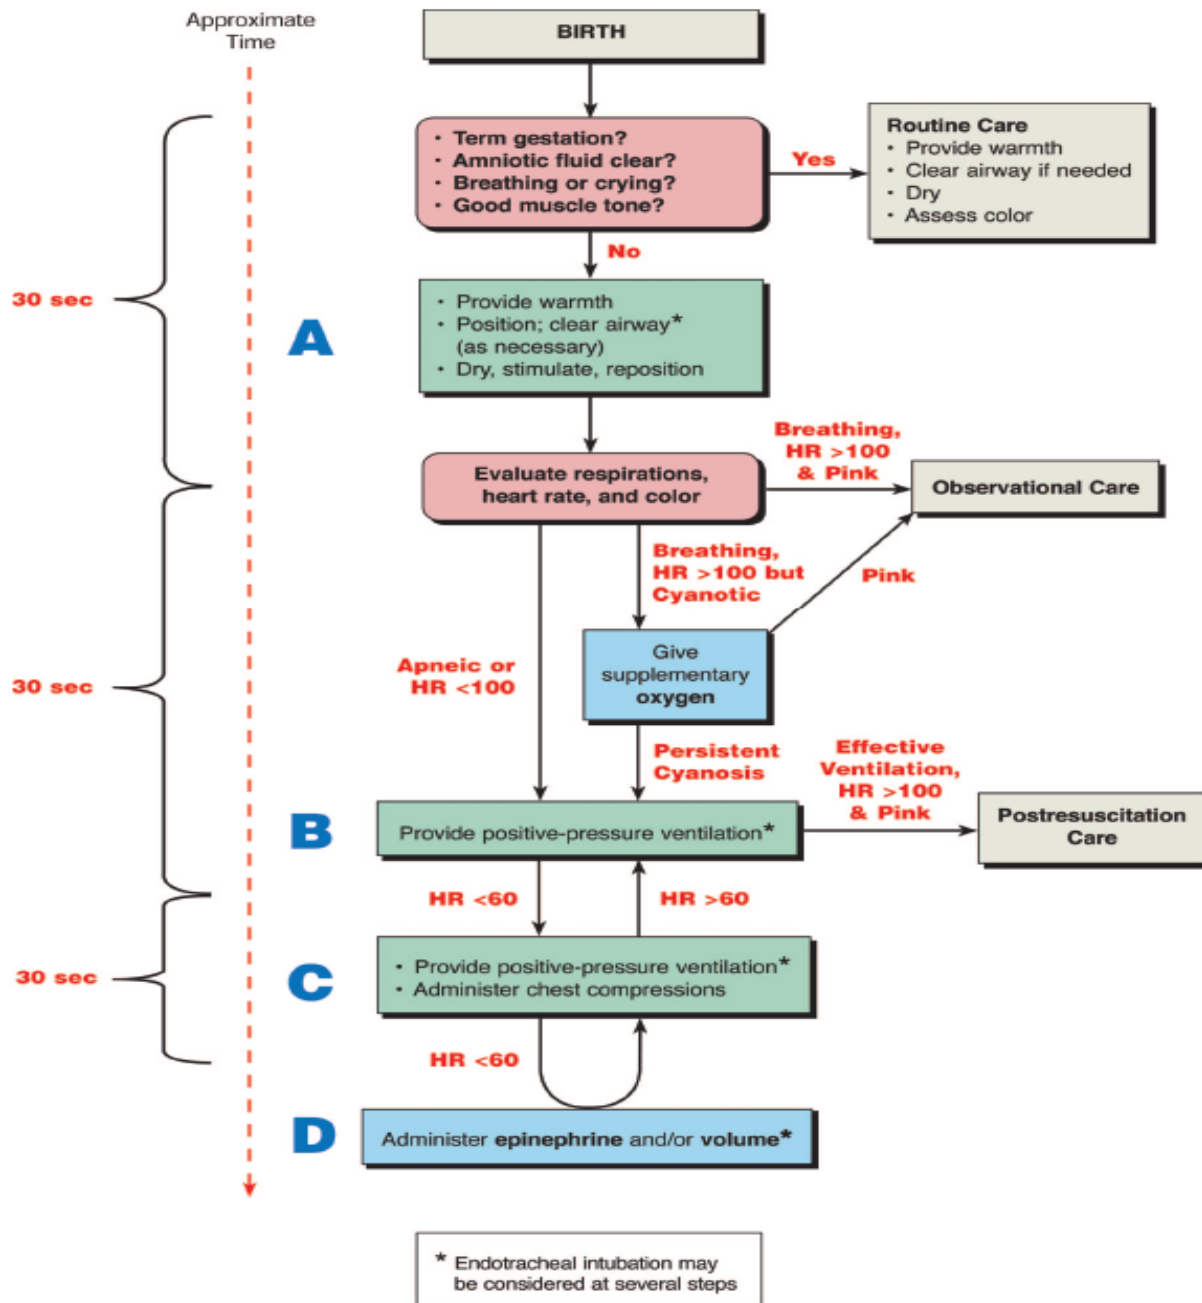 Approximate
Time
BIRTH
· Term gestation?
· Amniotic fluid clear?
· Breathing or crying?
· Good muscle tone?
Yes
Routine Care
• Provide warmth
• Clear airway if needed
• Dry
• Assess color
No
30 sec
A
· Provide warmth
· Position; clear airway*
(as necessary)
· Dry, stimulate, reposition
Breathing,
HR >100
& Pink
Evaluate respirations,
heart rate, and color
Observational Care
Breathing,
HR >100 but
Cyanotic
Pink
Give
supplementary
oxygen
Apneic or
HR <100
30 sec
Persistent
Cyanosis
Effective
Ventilation,
HR >100
& Pink
B
Provide positive-pressure ventilation*
Postresuscitation
Care
HR <60
HR >60
30 sec
C
• Provide positive-pressure ventilation*
• Administer chest compressions
HR <60
D
Administer epinephrine and/or volume*
* Endotracheal intubation may
be considered at several steps